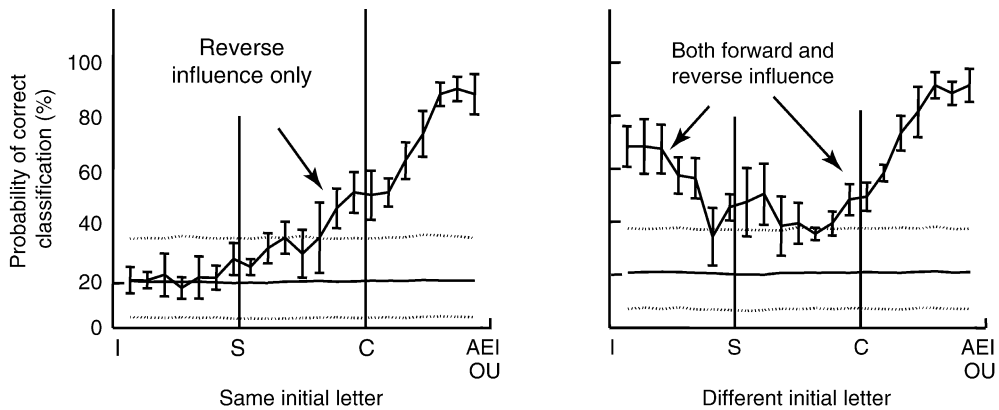 Reverse
influence only
Both forward and
reverse influence
Probability of correct
classification (%)
100
80
60
40
20
0
I S C AEI
OU
I S C AEI
OU
Same initial letter
Different initial letter